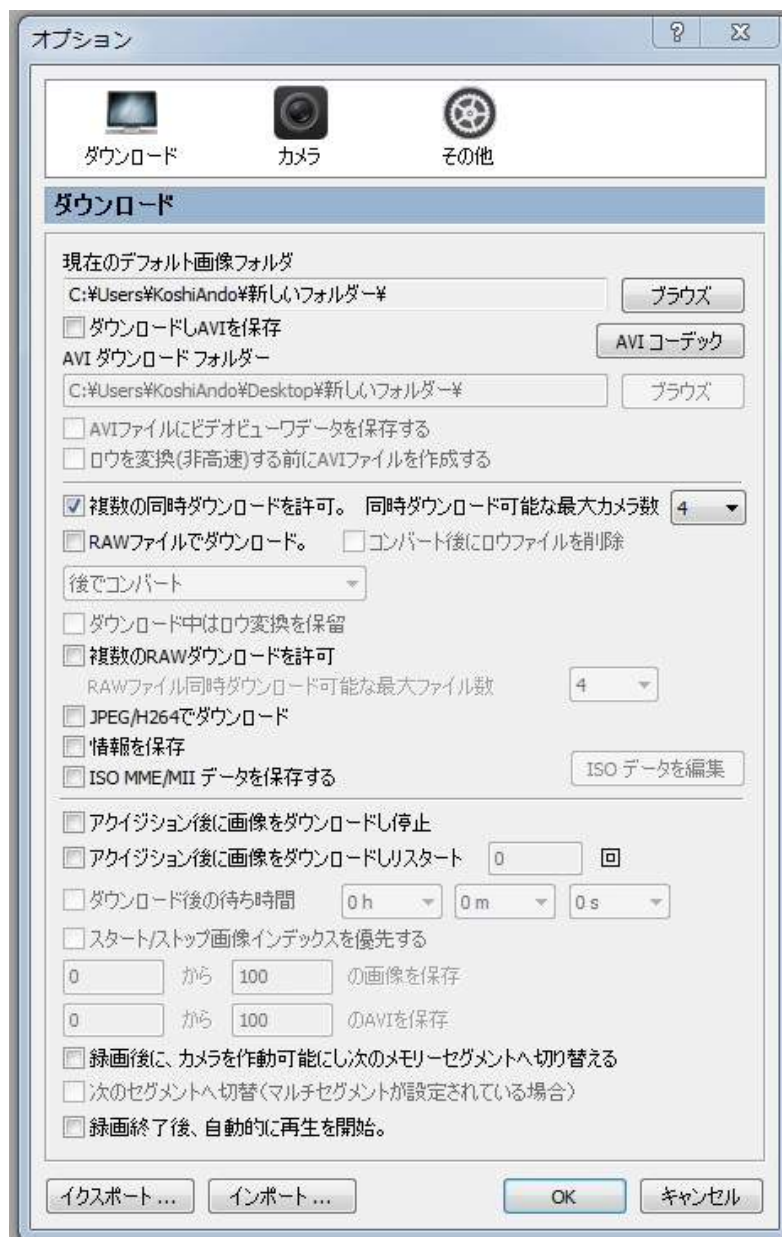 オプション
ダウンロード カメラ その他
ダウンロード
現在のデフォルト画像フォルダ
C:¥Users¥KoshiAndo¥新しいフォルダー¥ ブラウズ
ダウンロードしAVIを保存
AVI コーデック
AVI ダウンロード フォルダー
C:¥Users¥KoshiAndo¥Desktop¥新しいフォルダー¥ ブラウズ
AVIファイルにビデオビューワデータを保存する
ロウを変換(非高速)する前にAVIファイルを作成する
複数の同時ダウンロードを許可。 同時ダウンロード可能な最大カメラ数 4
RAWファイルでダウンロード。 コンバート後にロウファイルを削除
後でコンバート
ダウンロード中はロウ変換を保留
複数のRAWダウンロードを許可
RAWファイル同時ダウンロード可能な最大ファイル数 4
JPEG/H264でダウンロード
情報を保存
ISO MME/MII データを保存する ISO データを編集
アクイジション後に画像をダウンロードし停止
アクイジション後に画像をダウンロードしリスタート 0 回
ダウンロード後の待ち時間 0 h 0 m 0 s
スタート/ストップ画像インデックスを優先する
0 から 100 の画像を保存
0 から 100 のAVIを保存
録画後に、カメラを作動可能にし次のメモリーセグメントへ切り替える
次のセグメントへ切替(マルチセグメントが設定されている場合)
録画終了後、自動的に再生を開始。
イクスポート ... インポート ... OK キャンセル